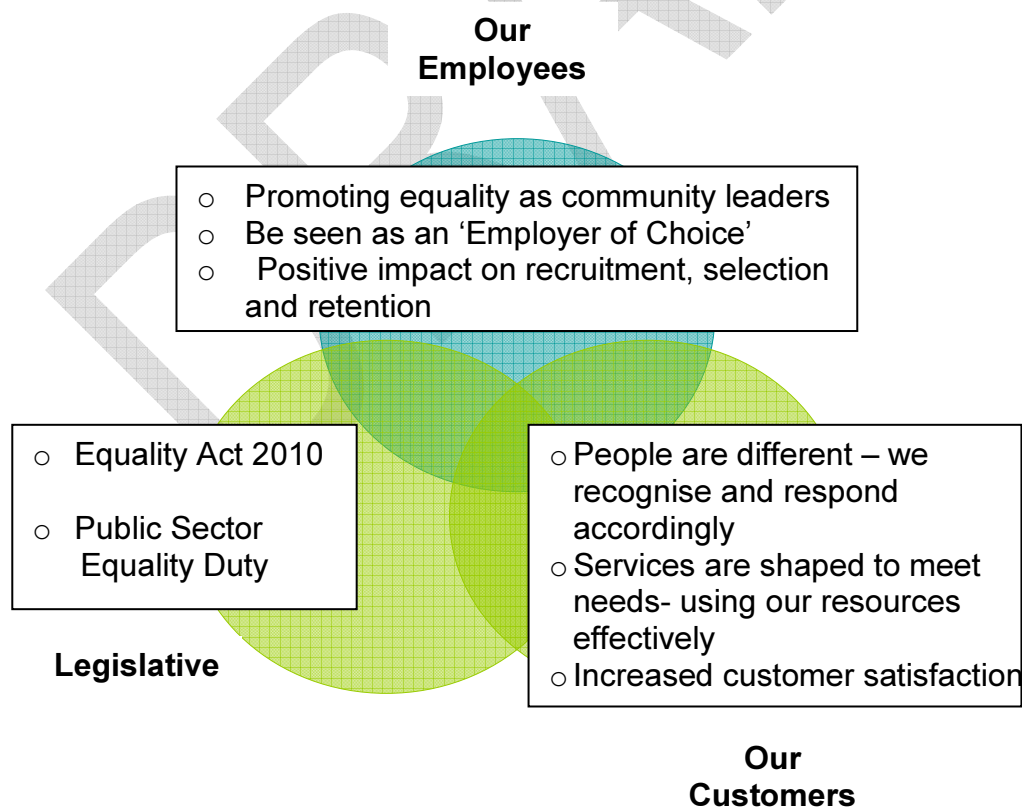 Our
Employees
○ Promoting equality as community leaders
○ Be seen as an ‘Employer of Choice’
○ Positive impact on recruitment, selection
and retention
○ Equality Act 2010
○ Public Sector
Equality Duty
Legislative
○ People are different – we
recognise and respond
accordingly
○ Services are shaped to meet
needs- using our resources
effectively
○ Increased customer satisfaction
Our
Customers